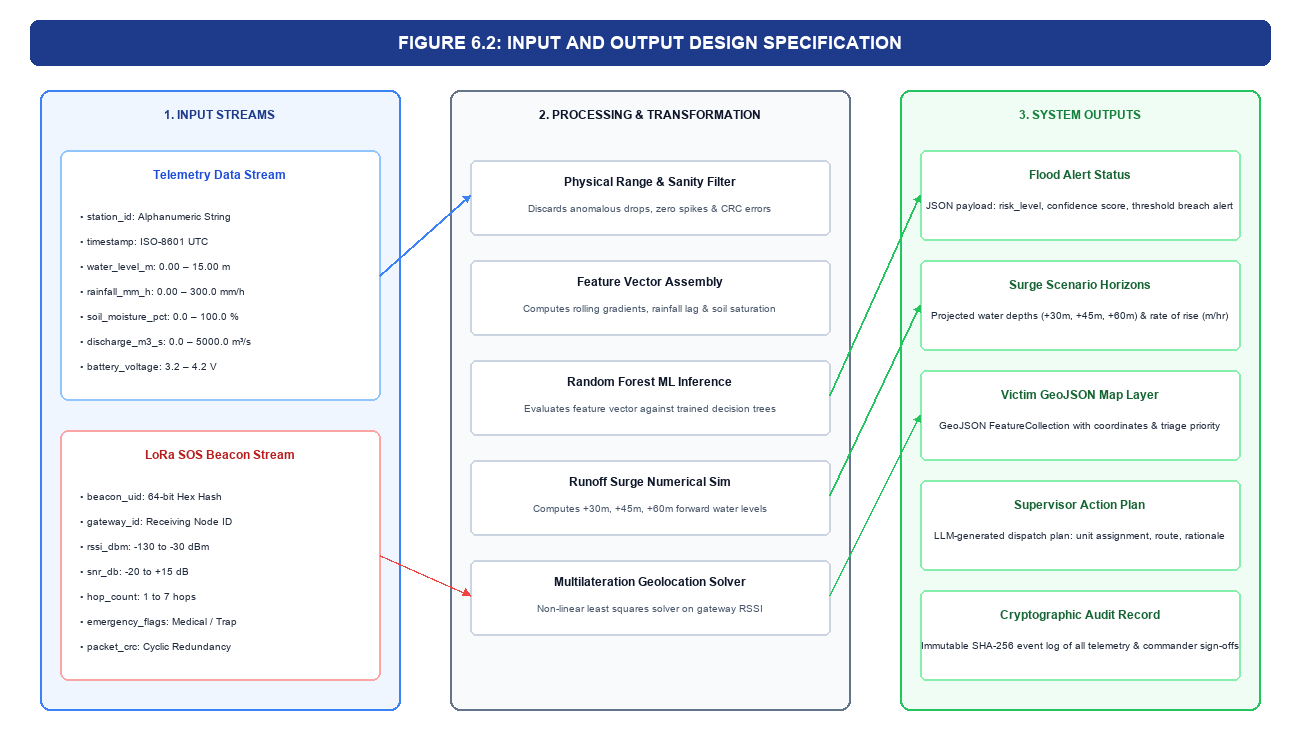 FIGURE 6.2: INPUT AND OUTPUT DESIGN SPECIFICATION
1. INPUT STREAMS
Telemetry Data Stream
• station_id: Alphanumeric String
• timestamp: ISO-8601 UTC
• water_level_m: 0.00 – 15.00 m
• rainfall_mm_h: 0.00 – 300.0 mm/h
• soil_moisture_pct: 0.0 – 100.0 %
• discharge_m3_s: 0.0 – 5000.0 m³/s
• battery_voltage: 3.2 – 4.2 V
LoRa SOS Beacon Stream
• beacon_uid: 64-bit Hex Hash
• gateway_id: Receiving Node ID
• rssi_dbm: -130 to -30 dBm
• snr_db: -20 to +15 dB
• hop_count: 1 to 7 hops
• emergency_flags: Medical / Trap
• packet_crc: Cyclic Redundancy
2. PROCESSING & TRANSFORMATION
Physical Range & Sanity Filter
Discards anomalous drops, zero spikes & CRC errors
Feature Vector Assembly
Computes rolling gradients, rainfall lag & soil saturation
Random Forest ML Inference
Evaluates feature vector against trained decision trees
Runoff Surge Numerical Sim
Computes +30m, +45m, +60m forward water levels
Multilateration Geolocation Solver
Non-linear least squares solver on gateway RSSI
3. SYSTEM OUTPUTS
Flood Alert Status
JSON payload: risk_level, confidence score, threshold breach alert
Surge Scenario Horizons
Projected water depths (+30m, +45m, +60m) & rate of rise (m/hr)
Victim GeoJSON Map Layer
GeoJSON FeatureCollection with coordinates & triage priority
Supervisor Action Plan
LLM-generated dispatch plan: unit assignment, route, rationale
Cryptographic Audit Record
Immutable SHA-256 event log of all telemetry & commander sign-offs